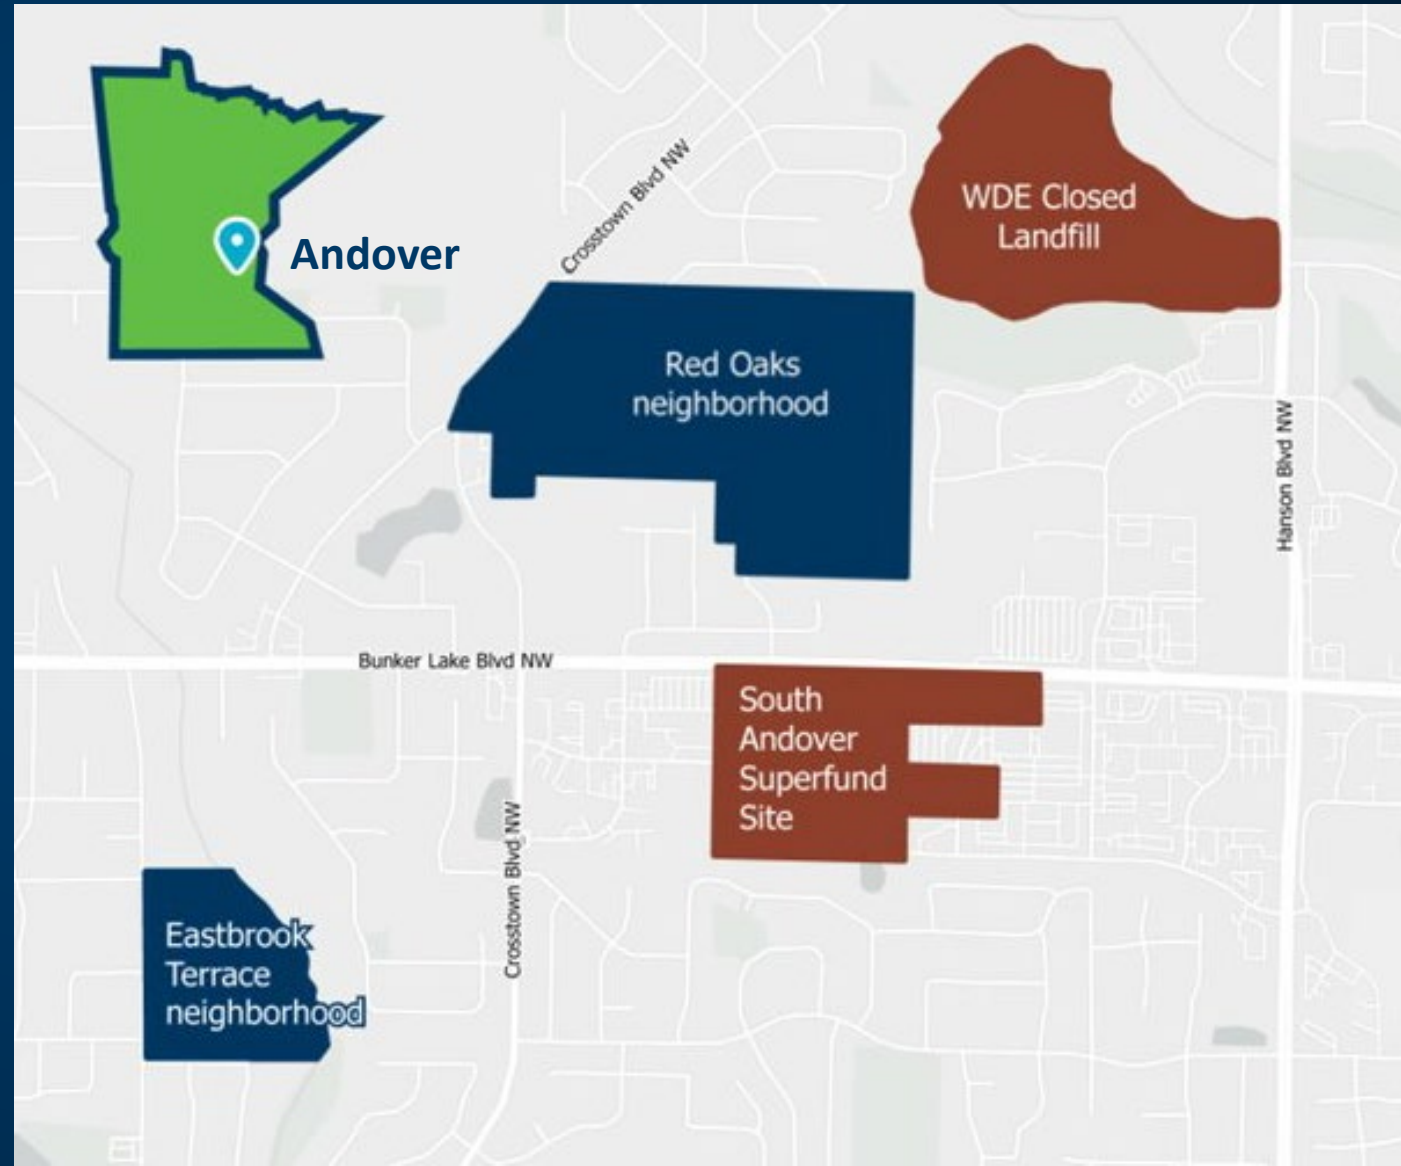 Andover
Crosstown Blvd NW
WDE Closed
Landfill
Red Oaks
neighborhood
Hanson Blvd NW
Bunker Lake Blvd NW
South
Andover
Superfund
Site
Crosstown Blvd NW
Eastbrook
Terrace
neighborhood